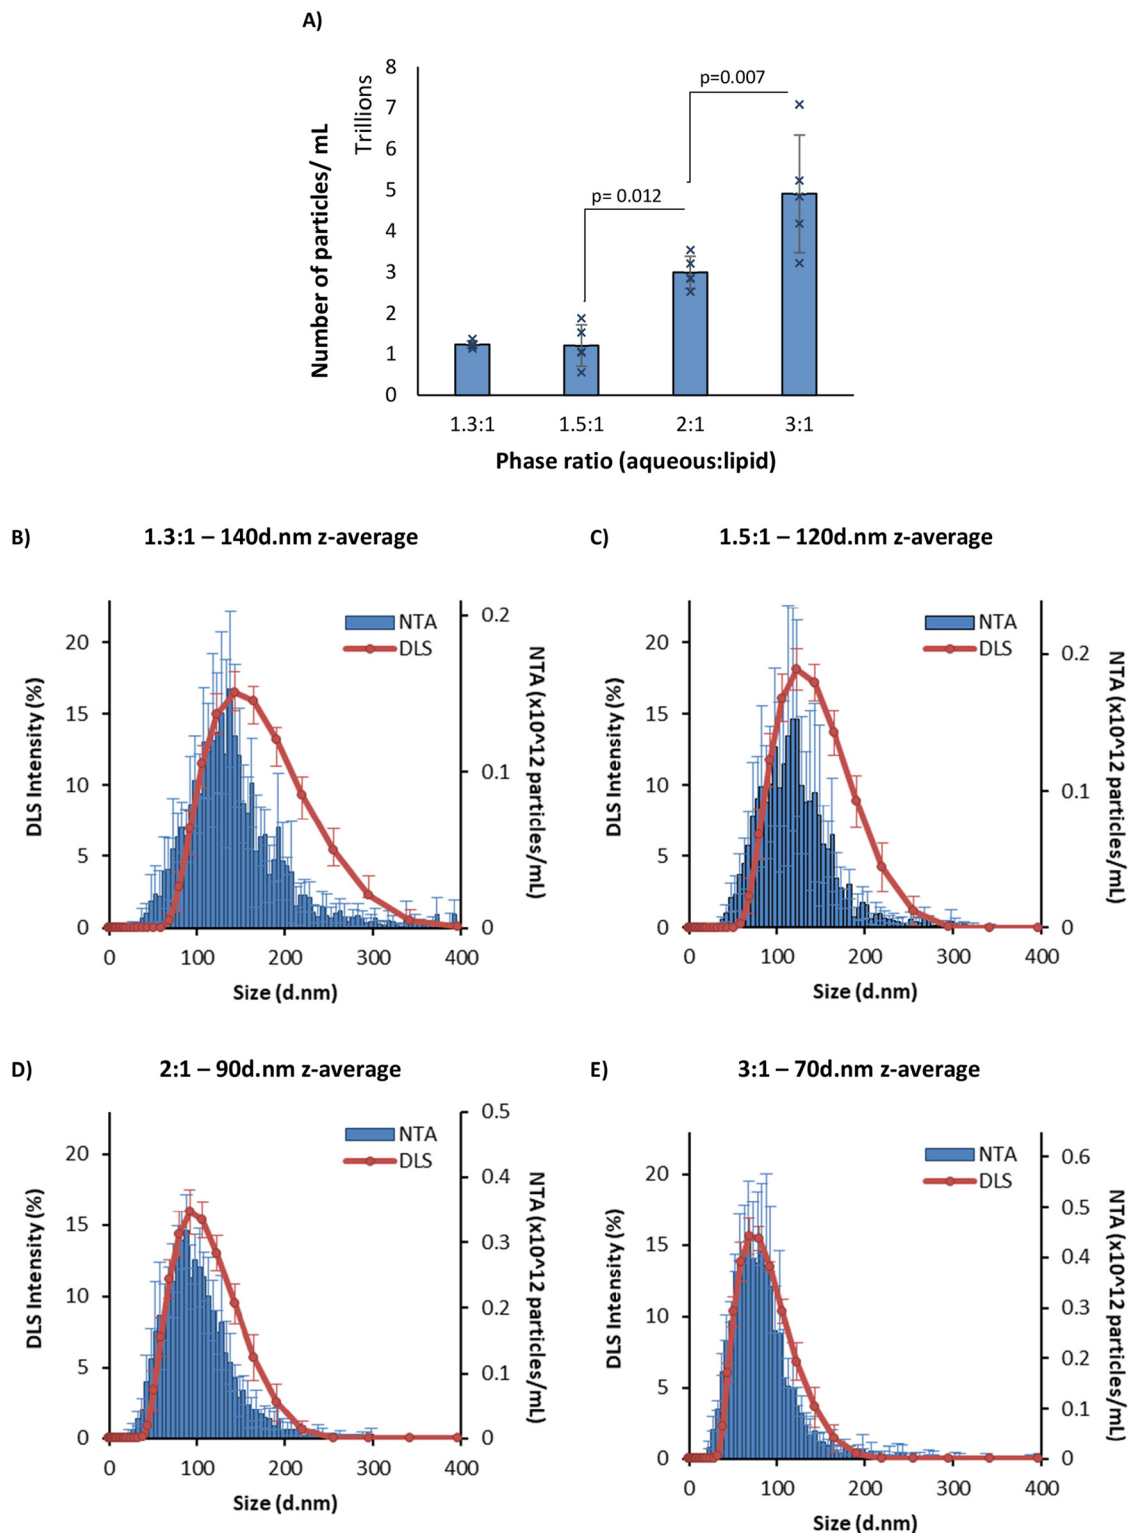 A)
Number of particles/ mL
Trillions
8
7
6
5
4
3
2
1
0
p=0.007
p= 0.012
1.3:1 1.5:1 2:1 3:1
Phase ratio (aqueous:lipid)
B) 1.3:1 – 140d.nm z-average
DLS Intensity (%)
20
15
10
5
0
NTA
DLS
0.2
0.1
0
NTA (x10^12 particles/mL)
0 100 200 300 400
Size (d.nm)
C) 1.5:1 – 120d.nm z-average
DLS Intensity (%)
20
15
10
5
0
NTA
DLS
0.2
0.1
0
NTA (x10^12 particles/mL)
0 100 200 300 400
Size (d.nm)
D) 2:1 – 90d.nm z-average
DLS Intensity (%)
20
15
10
5
0
NTA
DLS
0.5
0.4
0.3
0.2
0.1
0
NTA (x10^12 particles/mL)
0 100 200 300 400
Size (d.nm)
E) 3:1 – 70d.nm z-average
DLS Intensity (%)
20
15
10
5
0
NTA
DLS
0.6
0.5
0.4
0.3
0.2
0.1
0
NTA (x10^12 particles/mL)
0 100 200 300 400
Size (d.nm)